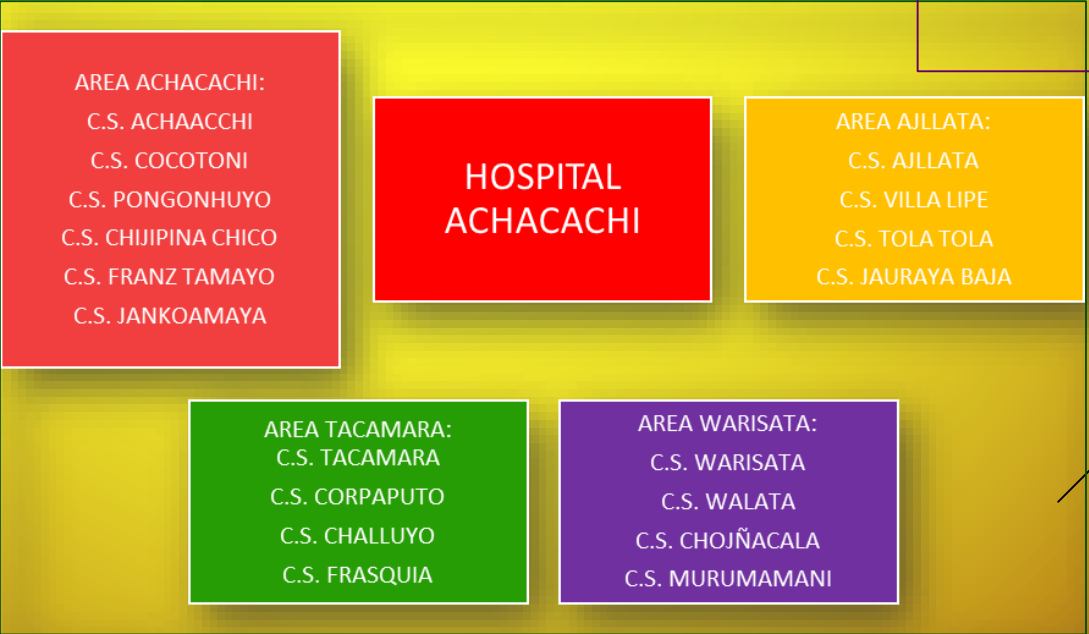 AREA ACHACACHI:
C.S. ACHAACCHI
C.S. COCOTONI
C.S. PONGONHUYO
C.S. CHIJIPINA CHICO
C.S. FRANZ TAMAYO
C.S. JANKOAMAYA
HOSPITAL
ACHACACHI
AREA AJLLATA:
C.S. AJLLATA
C.S. VILLA LIPE
C.S. TOLA TOLA
C.S. JAURAYA BAJA
AREA TACAMARA:
C.S. TACAMARA
C.S. CORPAPUTO
C.S. CHALLUYO
C.S. FRASQUIA
AREA WARISATA:
C.S. WARISATA
C.S. WALATA
C.S. CHOJÑACALA
C.S. MURUMAMANI